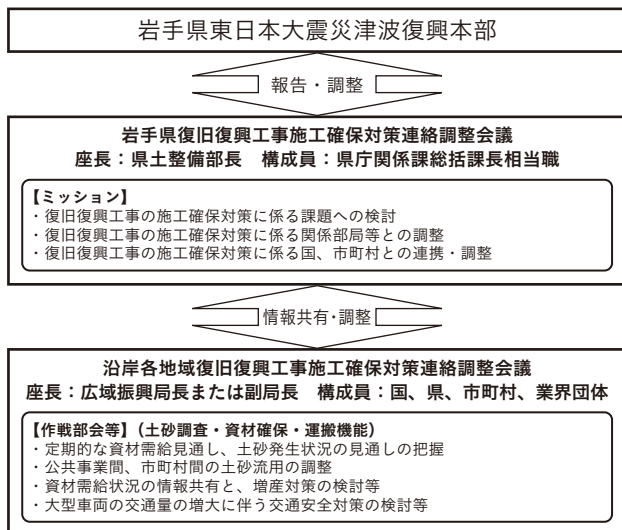 岩手県東日本大震災津波復興本部
報告・調整
岩手県復旧復興工事施工確保対策連絡調整会議
座長：県土整備部長　構成員：県庁関係課総括課長相当職
【ミッション】
・復旧復興工事の施工確保対策に係る課題への検討
・復旧復興工事の施工確保対策に係る関係部局等との調整
・復旧復興工事の施工確保対策に係る国、市町村との連携・調整
情報共有・調整
沿岸各地域復旧復興工事施工確保対策連絡調整会議
座長：広域振興局長または副局長　構成員：国、県、市町村、業界団体
【作戦部会等】（土砂調査・資材確保・運搬機能）
・定期的な資材需給見通し、土砂発生状況の見通しの把握
・公共事業間、市町村間の土砂流用の調整
・資材需給状況の情報共有と、増産対策の検討等
・大型車両の交通量の増大に伴う交通安全対策の検討等